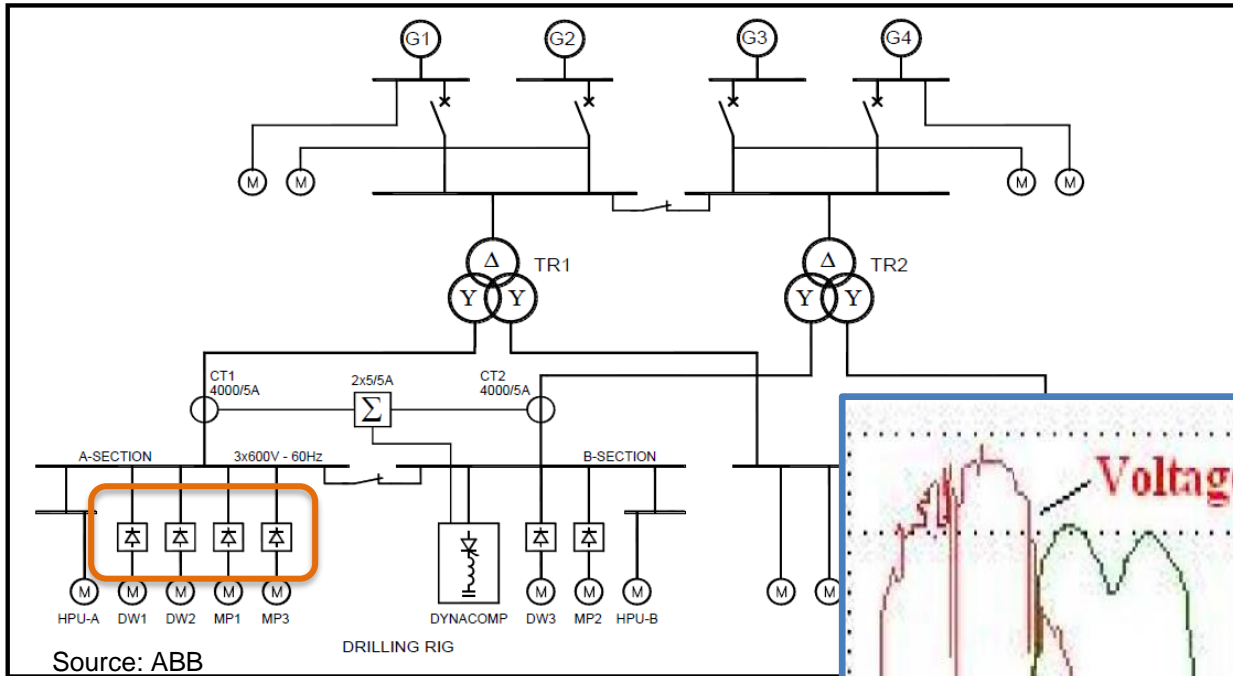 G1 G2 G3 G4
M M M M
Δ TR1 Δ TR2
Y Y Y Y
CT1
4000/5A
2x5/5A
Σ
CT2
4000/5A
A-SECTION 3x600V - 60Hz B-SECTION
Voltage
M M M M M M M M M M
HPU-A DW1 DW2 MP1 MP3 DYNACOMP DW3 MP2 HPU-B
DRILLING RIG
Source: ABB